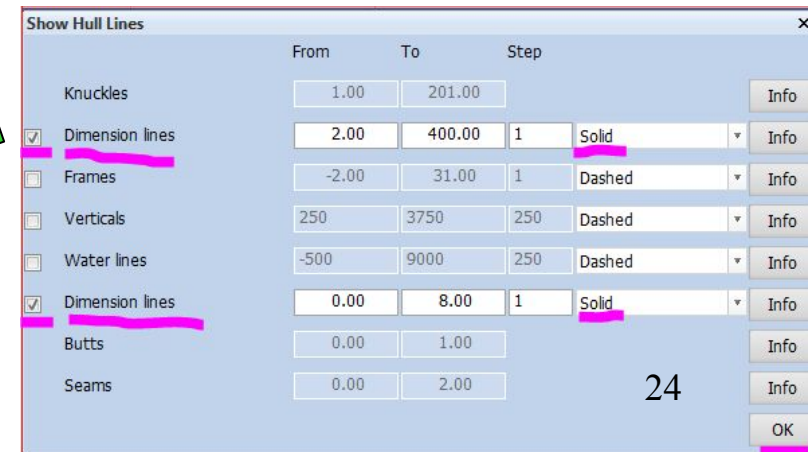 Show Hull Lines ×
From To Step
Knuckles 1.00 201.00 Info
Dimension lines 2.00 400.00 1 Solid Info
Frames -2.00 31.00 1 Dashed Info
Verticals 250 3750 250 Dashed Info
Water lines -500 9000 250 Dashed Info
Dimension lines 0.00 8.00 1 Solid Info
Butts 0.00 1.00 Info
Seams 0.00 2.00 24 Info
OK